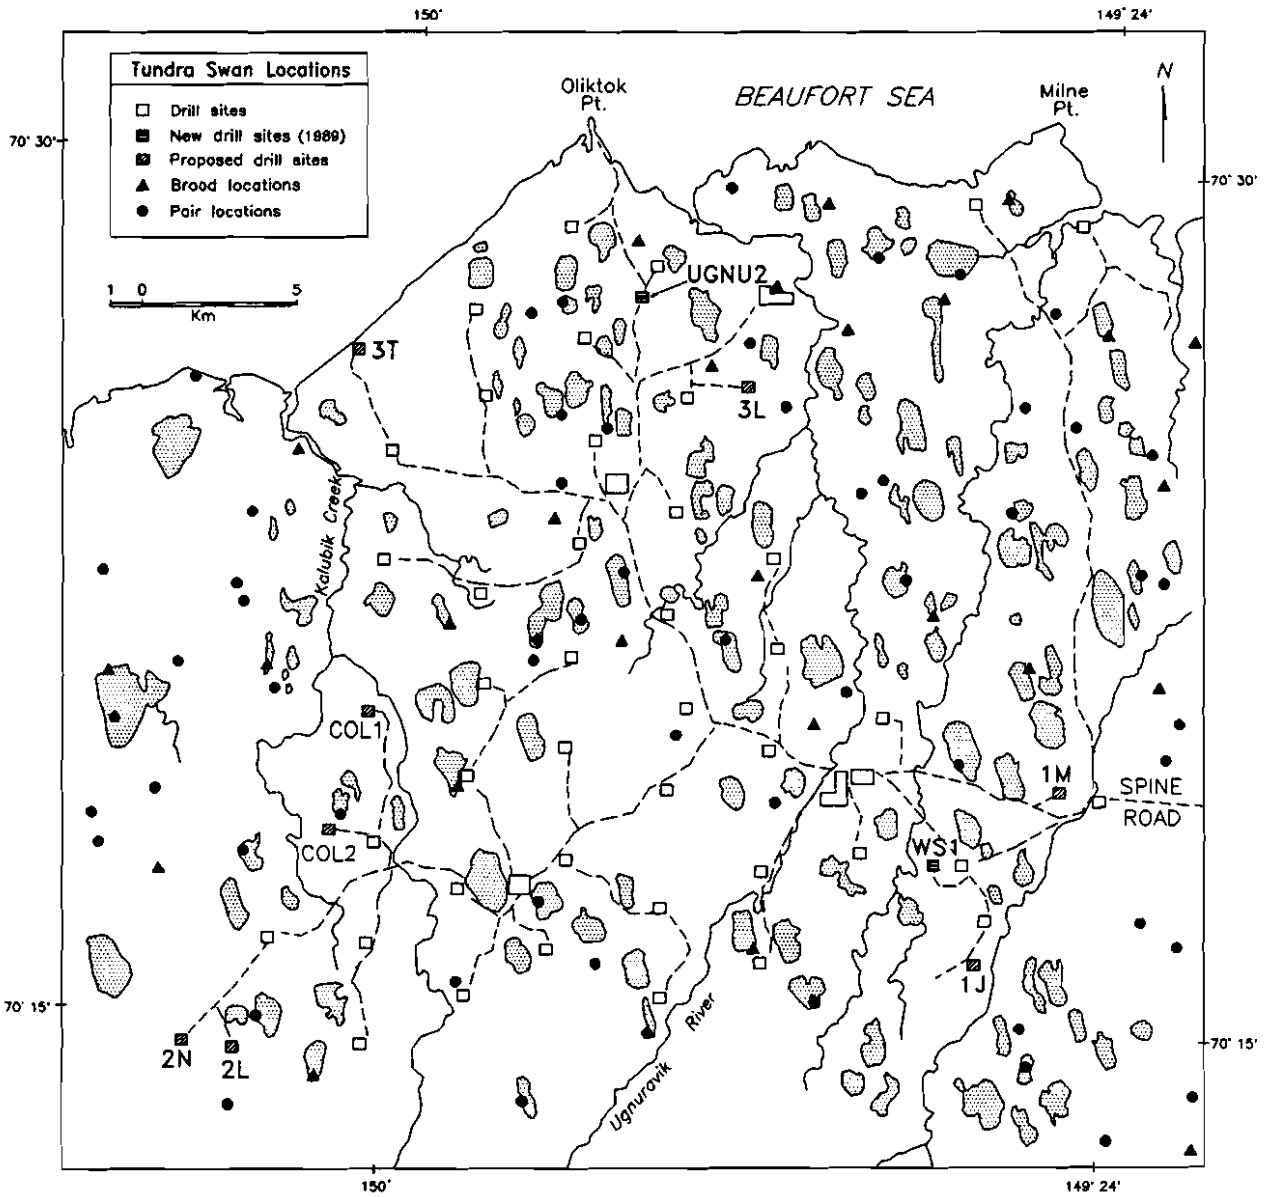 150'
149° 24'
Tundra Swan Locations
Drill sites
New drill sites (1989)
Proposed drill sites
Brood locations
Pair locations
Oliktok
Pt.
BEAUFORT SEA
Milne
Pt.
N
70° 30'
70° 30'
1 0 5
Km
UGNU2
3T
3L
Kalubik Creek
COL1
COL2
1M
SPINE
ROAD
WS1
1J
River
Ugnuravik
70° 15'
70° 15'
2N
2L
150'
149° 24'